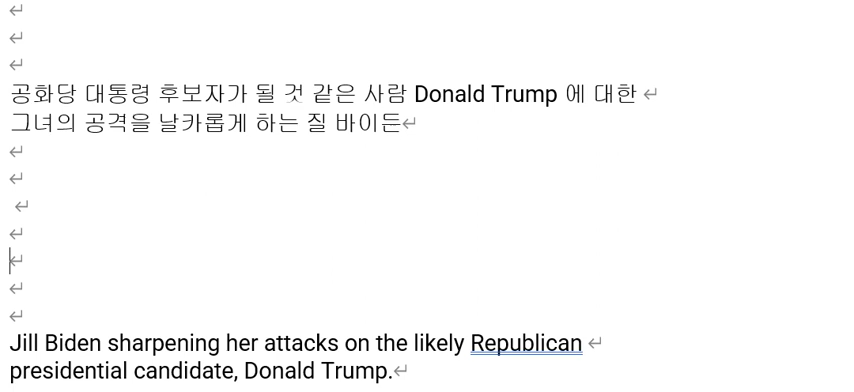 공화당 대통령 후보자가 될 것 같은 사람 Donald Trump 에 대한
그녀의 공격을 날카롭게 하는 질 바이든
Jill Biden sharpening her attacks on the likely Republican
presidential candidate, Donald Trump.